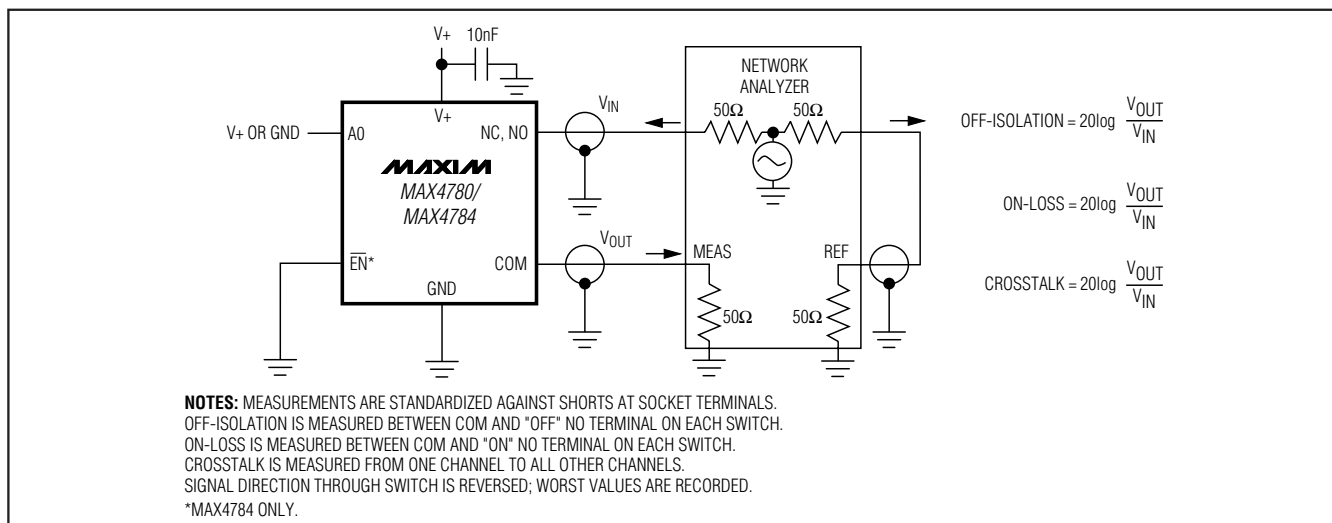 V+ 10nF
V+
V+ OR GND A0
NC, NO
VIN
NETWORK
ANALYZER
50Ω 50Ω
OFF-ISOLATION = 20log VOUT
VIN
MAXIM
MAX4780/
MAX4784
ON-LOSS = 20log VOUT
VIN
EN*
COM
VOUT
MEAS
REF
GND
50Ω 50Ω
CROSSTALK = 20log VOUT
VIN
NOTES: MEASUREMENTS ARE STANDARDIZED AGAINST SHORTS AT SOCKET TERMINALS.
OFF-ISOLATION IS MEASURED BETWEEN COM AND "OFF" NO TERMINAL ON EACH SWITCH.
ON-LOSS IS MEASURED BETWEEN COM AND "ON" NO TERMINAL ON EACH SWITCH.
CROSSTALK IS MEASURED FROM ONE CHANNEL TO ALL OTHER CHANNELS.
SIGNAL DIRECTION THROUGH SWITCH IS REVERSED; WORST VALUES ARE RECORDED.
*MAX4784 ONLY.